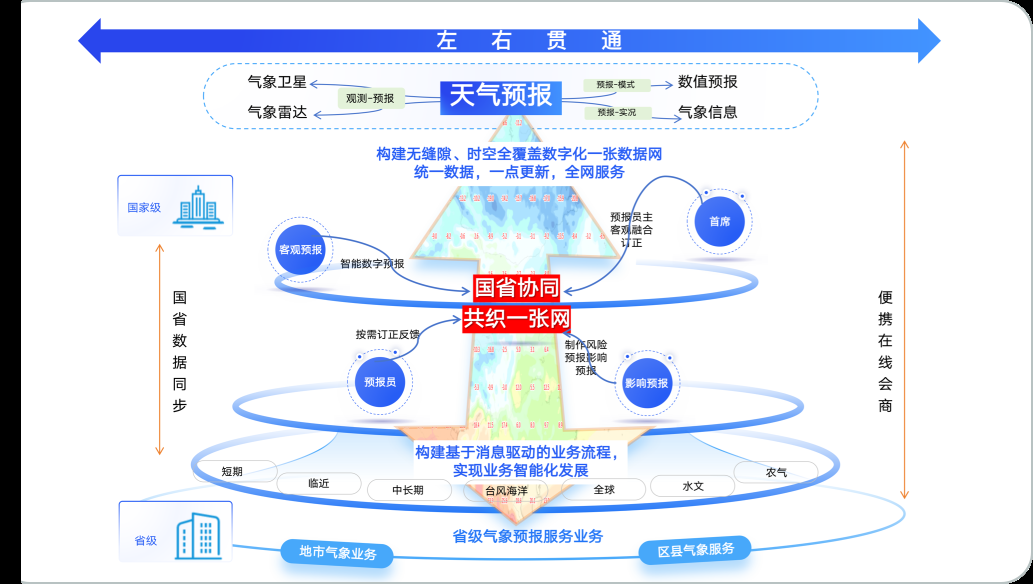 左右贯通
气象卫星
气象雷达
观测-预报
天气预报
预报-模式
预报-实况
数值预报
气象信息
构建无缝隙、时空全覆盖数字化一张数据网
统一数据，一点更新，全网服务
国家级
客观预报
智能数字预报
预报员主
客观融合
订正
首席
国省协同
共织一张网
国省数据同步
便携在线会商
按需订正反馈
预报员
制作风险
预报影响
预报
影响预报
构建基于消息驱动的业务流程，
实现业务智能化发展
短期
临近
中长期
台风海洋
全球
水文
农气
省级
省级气象预报服务业务
地市气象业务
区县气象服务